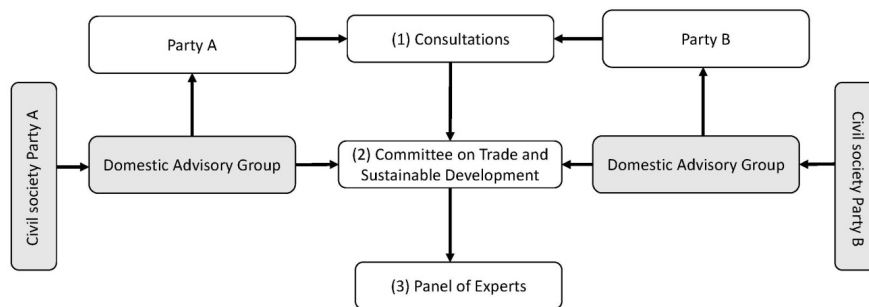 Party A
(1) Consultations
Party B
Civil society Party A
Domestic Advisory Group
(2) Committee on Trade and
Sustainable Development
Domestic Advisory Group
Civil society Party B
(3) Panel of Experts